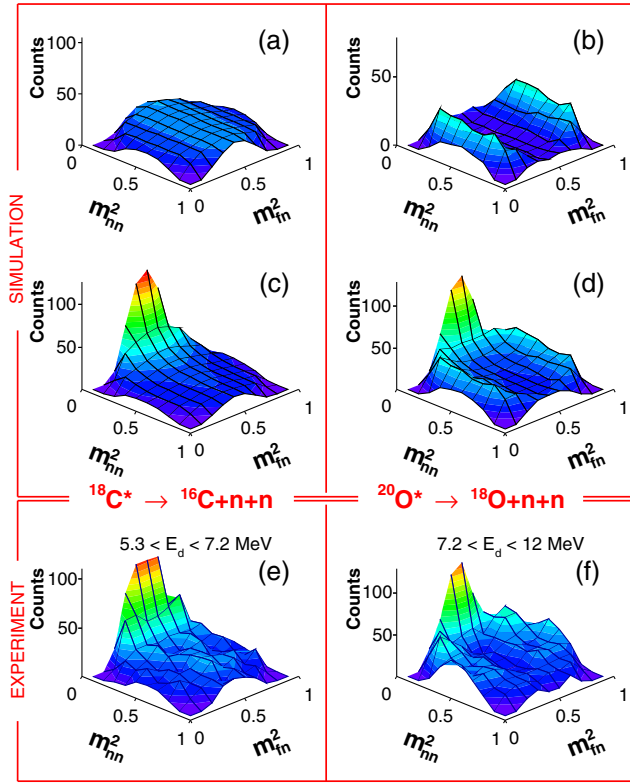 (a)
Counts
100
50
0
0
0.5
1
0
0.5
1
m²nn
m²fn
(b)
Counts
50
0
0
0.5
1
0
0.5
1
m²nn
m²fn
SIMULATION
(c)
Counts
100
50
0
0.5
1
0
0.5
1
m²nn
m²fn
(d)
Counts
100
50
0
0.5
1
0
0.5
1
m²nn
m²fn
¹⁸C* → ¹⁶C+n+n
²⁰O* → ¹⁸O+n+n
EXPERIMENT
5.3 < E_d < 7.2 MeV
(e)
Counts
100
50
0
0.5
1
0
0.5
1
m²nn
m²fn
7.2 < E_d < 12 MeV
(f)
Counts
100
50
0
0.5
1
0
0.5
1
m²nn
m²fn